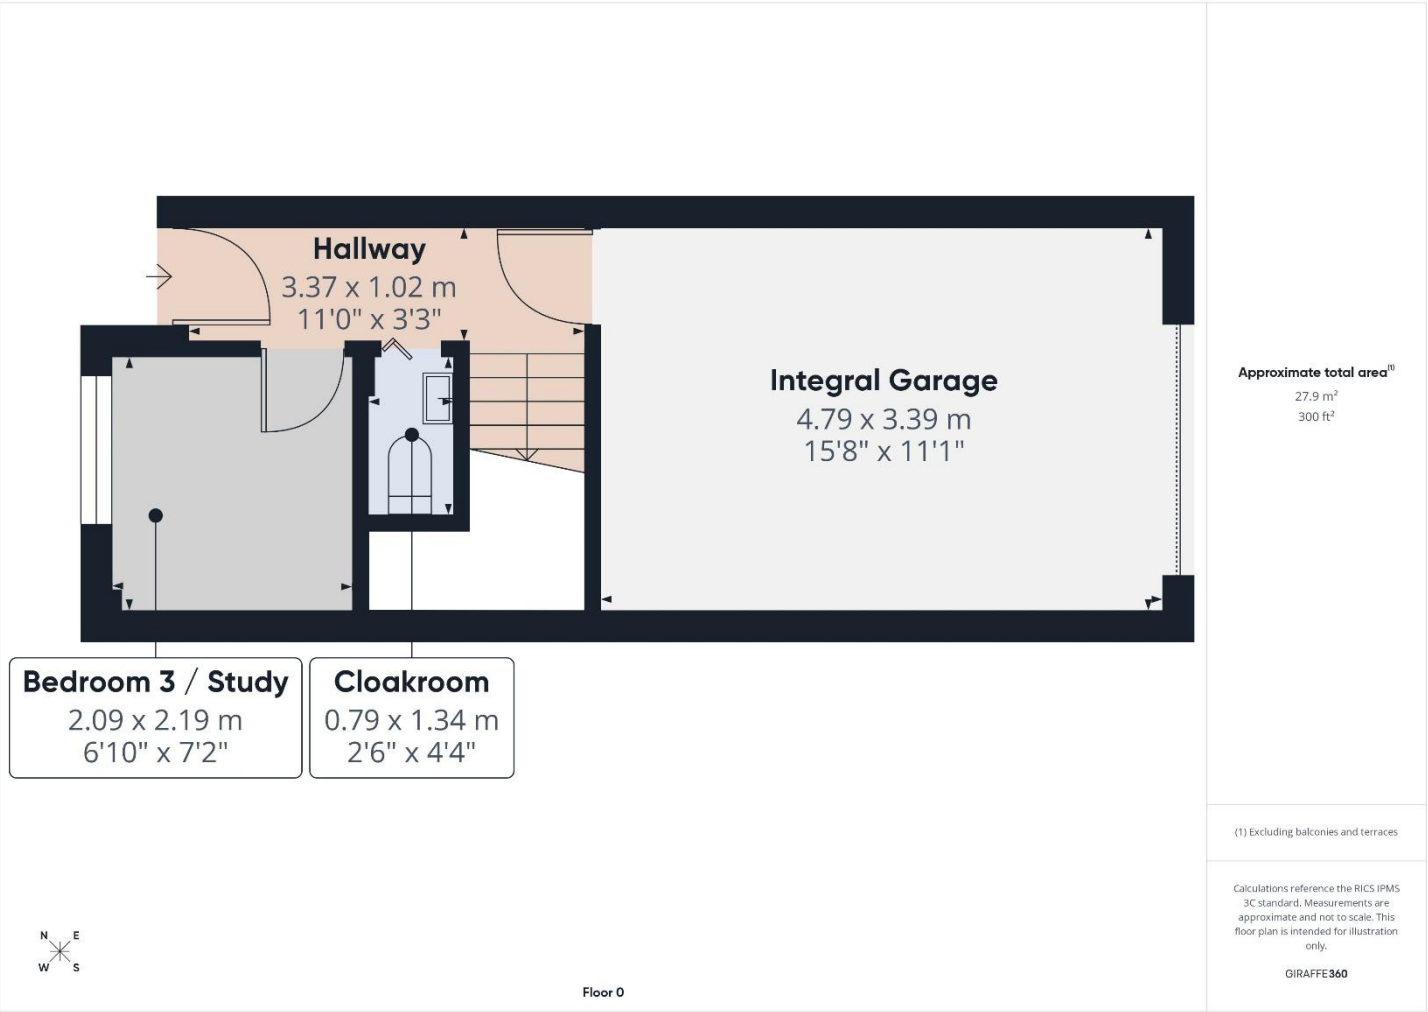 Hallway
3.37 x 1.02 m
11'0" x 3'3"
Integral Garage
4.79 x 3.39 m
15'8" x 11'1"
Bedroom 3 / Study
2.09 x 2.19 m
6'10" x 7'2"
Cloakroom
0.79 x 1.34 m
2'6" x 4'4"
N E
W S
Floor 0
Approximate total area(1)
27.9 m²
300 ft²
(1) Excluding balconies and terraces
Calculations reference the RICS IPMS
3C standard. Measurements are
approximate and not to scale. This
floor plan is intended for illustration
only.
GIRAFFE360